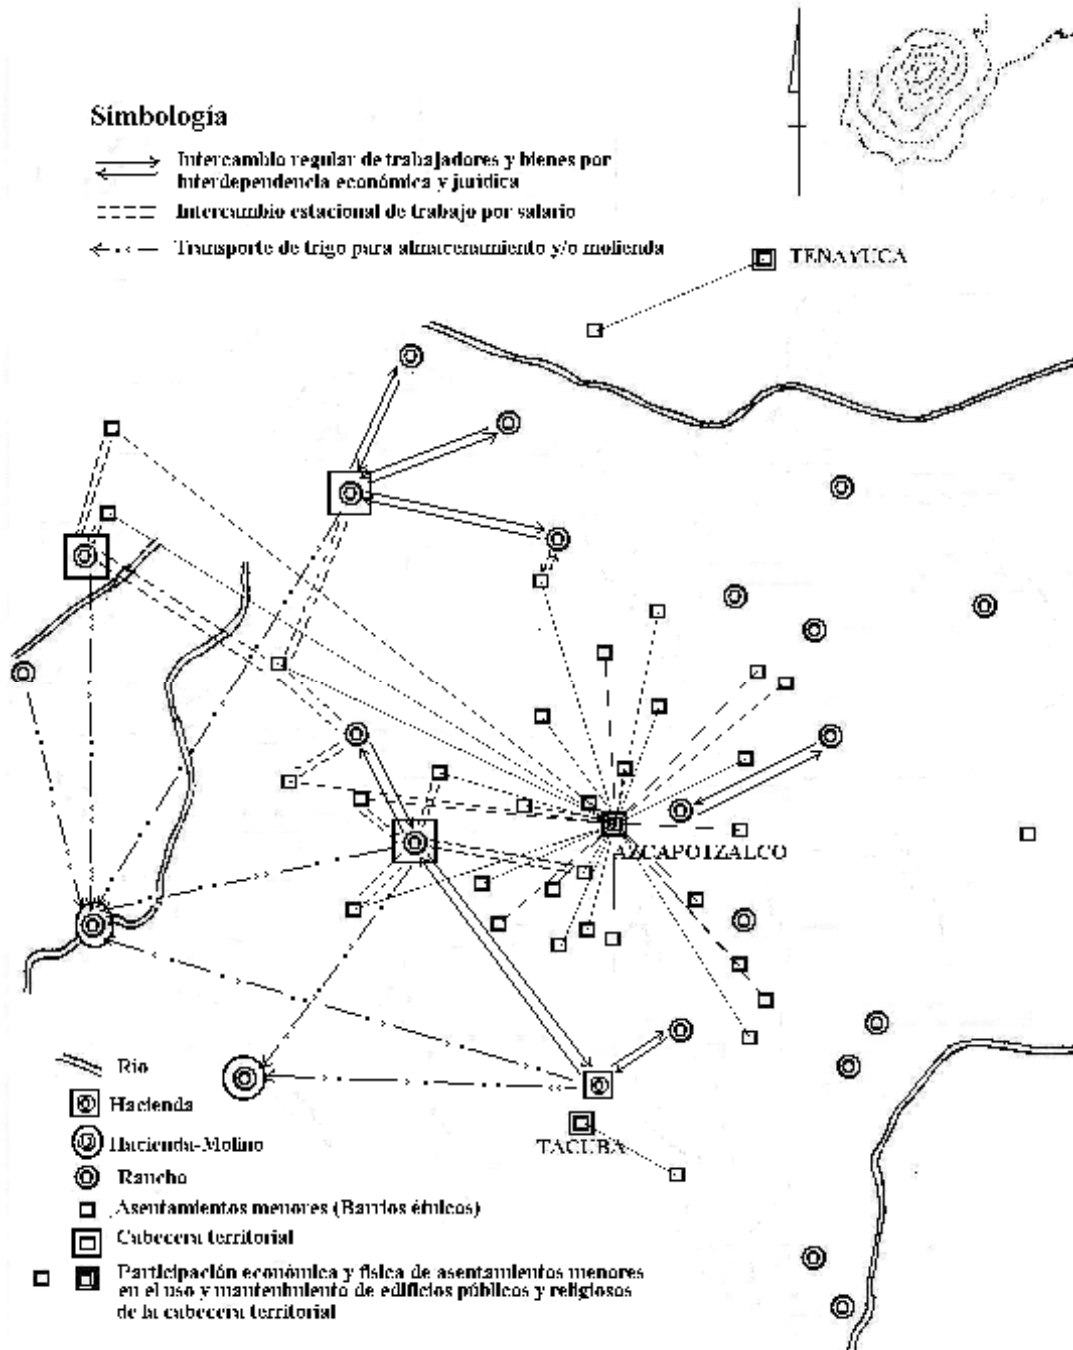 Simbología
Intercambio regular de trabajadores y bienes por
interdependencia económica y jurídica
Intercambio estacional de trabajo por salario
Transporte de trigo para almacenamiento y/o molienda
TENAYUCA
AZCAPOTZALCO
Río
Hacienda
Hacienda-Molino
TACUBA
Rancho
Asentamientos menores (Barrios étnicos)
Cabecera territorial
Participación económica y física de asentamientos menores
en el uso y mantenimiento de edificios públicos y religiosos
de la cabecera territorial